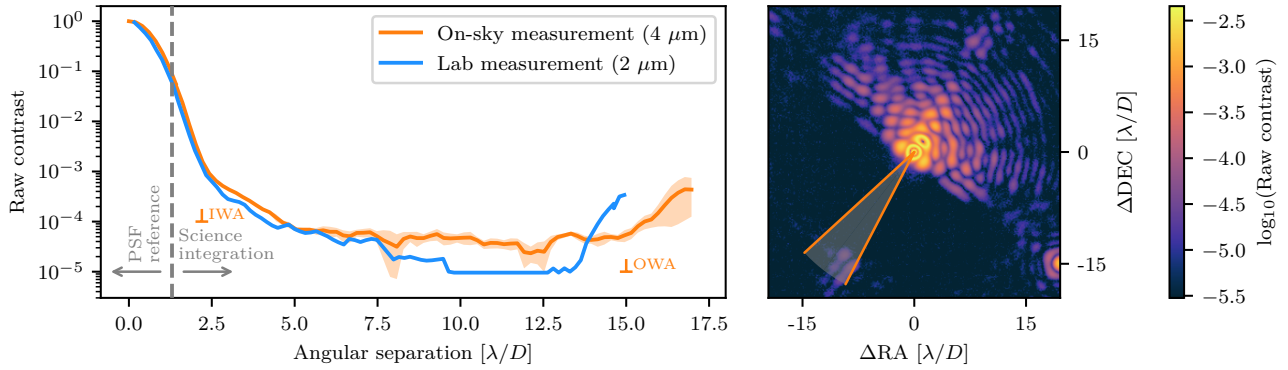 10⁰
10⁻¹
10⁻²
10⁻³
10⁻⁴
10⁻⁵
Raw contrast
On-sky measurement (4 μm)
Lab measurement (2 μm)
IWA
OWA
PSF
reference
Science
integration
0.0 2.5 5.0 7.5 10.0 12.5 15.0 17.5
Angular separation [λ/D]
15
0
-15
ΔDEC [λ/D]
-15 0 15
ΔRA [λ/D]
−2.5
−3.0
−3.5
−4.0
−4.5
−5.0
−5.5
log₁₀(Raw contrast)